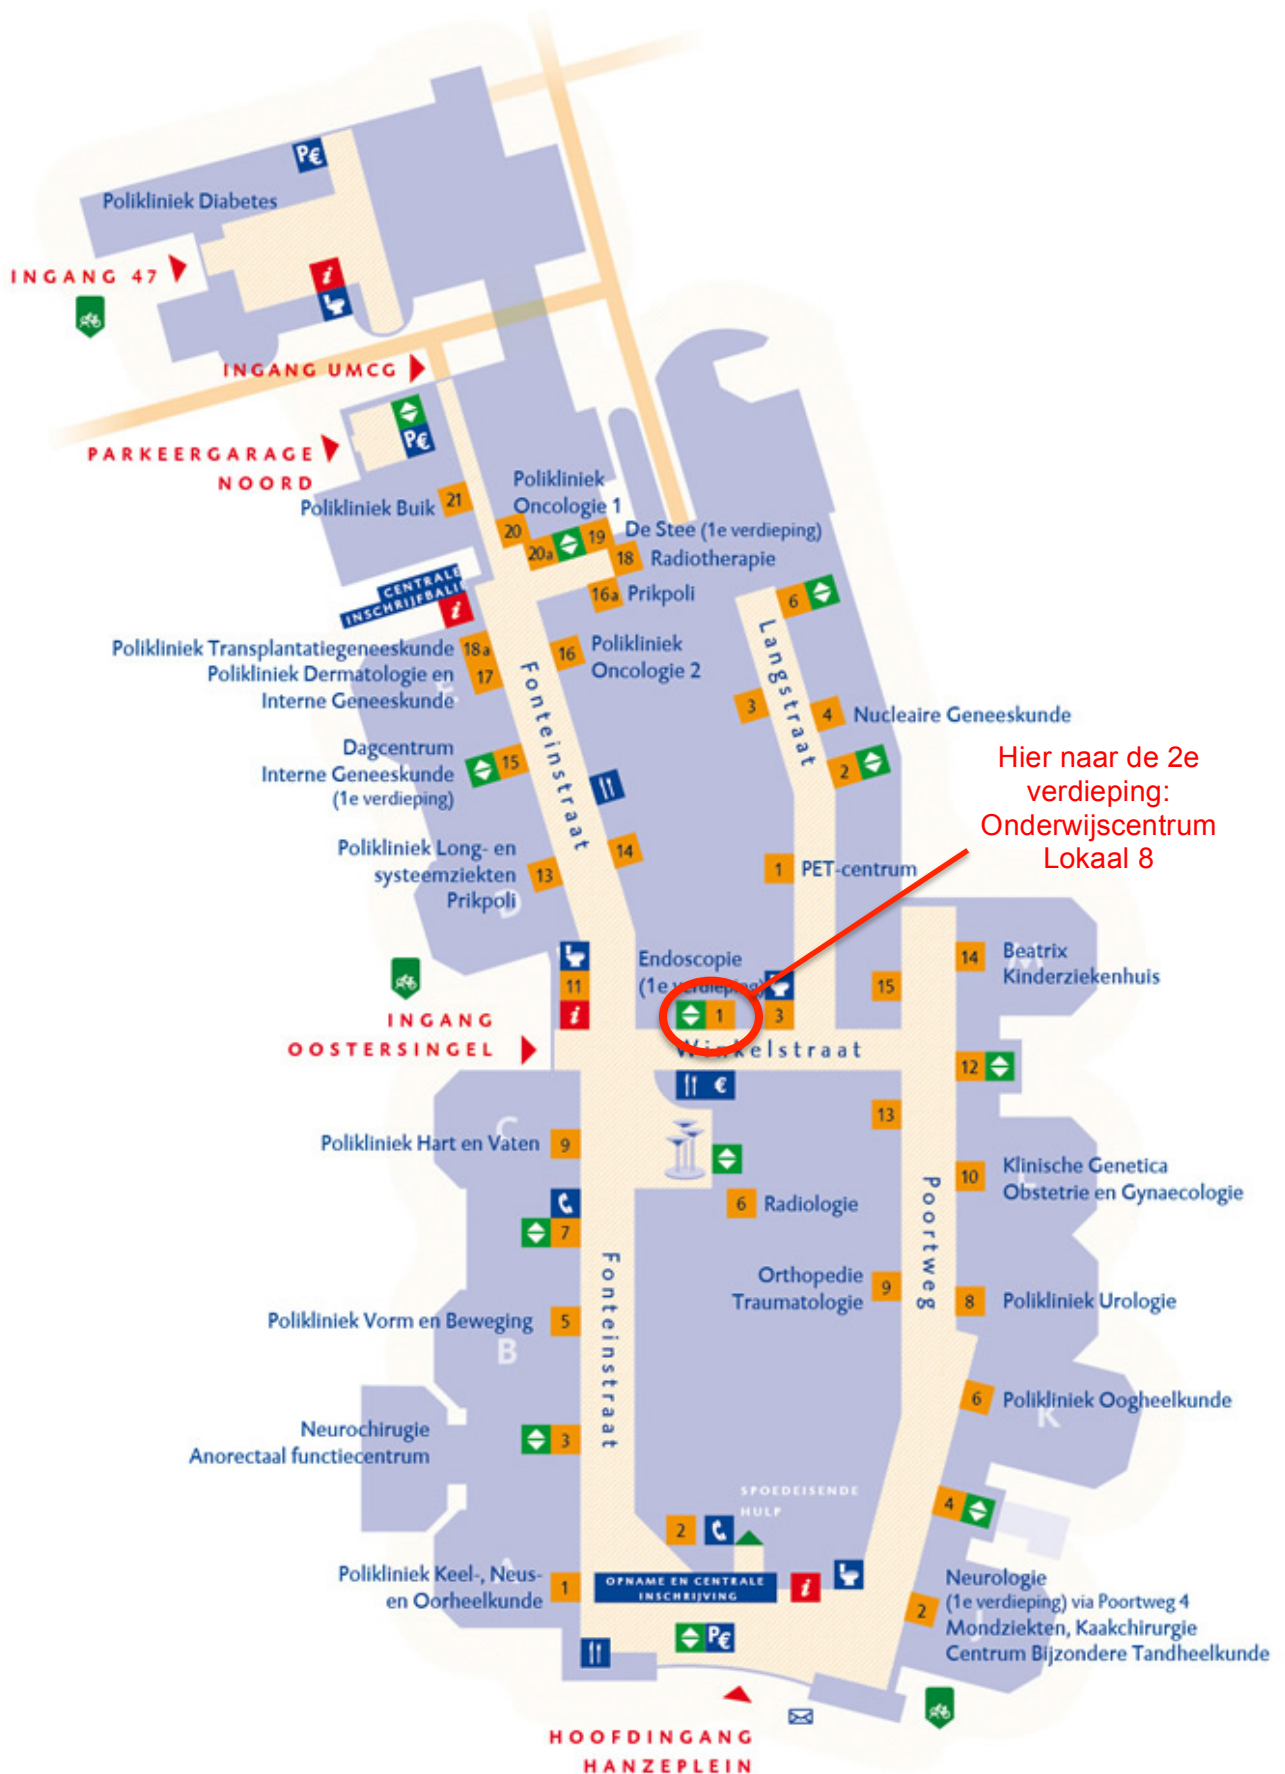 P€
Polikliniek Diabetes
INGANG 47
i
INGANG UMCG
P€
PARKEERGARAGE
NOORD
Polikliniek Buik
21
Polikliniek
Oncologie 1
20
20a
19
De Stee (1e verdieping)
18
Radiotherapie
16a
Prikpoli
CENTRALE
INSCHRIJFBALIE
i
6
Langstraat
Polikliniek Transplantatiegeneeskunde
18a
Polikliniek Dermatologie en
Interne Geneeskunde
17
E
Fonteinstraat
16
Polikliniek
Oncologie 2
3
4
Nucleaire Geneeskunde
Dagcentrum
Interne Geneeskunde
(1e verdieping)
15
2
Hier naar de 2e
verdieping:
Onderwijscentrum
Lokaal 8
Polikliniek Long- en
systeemziekten
Prikpoli
13
D
14
1
PET-centrum
Endoscopie
(1e verdieping)
11
i
1
3
15
14
M
Beatrix
Kinderziekenhuis
INGANG
OOSTERSINGEL
Winkelstraat
12
€
13
C
Polikliniek Hart en Vaten
9
10
L
Klinische Genetica
Obstetrie en Gynaecologie
6
Radiologie
Poortweg
7
Fonteinstraat
Orthopedie
Traumatologie
9
8
Polikliniek Urologie
Polikliniek Vorm en Beweging
5
B
6
Polikliniek Oogheelkunde
K
Neurochirugie
Anorectaal functiecentrum
3
SPOEDEISENDE
HULP
2
4
Polikliniek Keel-, Neus-
en Oorheelkunde
A
1
OPNAME EN CENTRALE
INSCHRIJVING
i
2
J
Neurologie
(1e verdieping) via Poortweg 4
Mondziekten, Kaakchirurgie
Centrum Bijzondere Tandheelkunde
P€
HOOFDINGANG
HANZEPLEIN